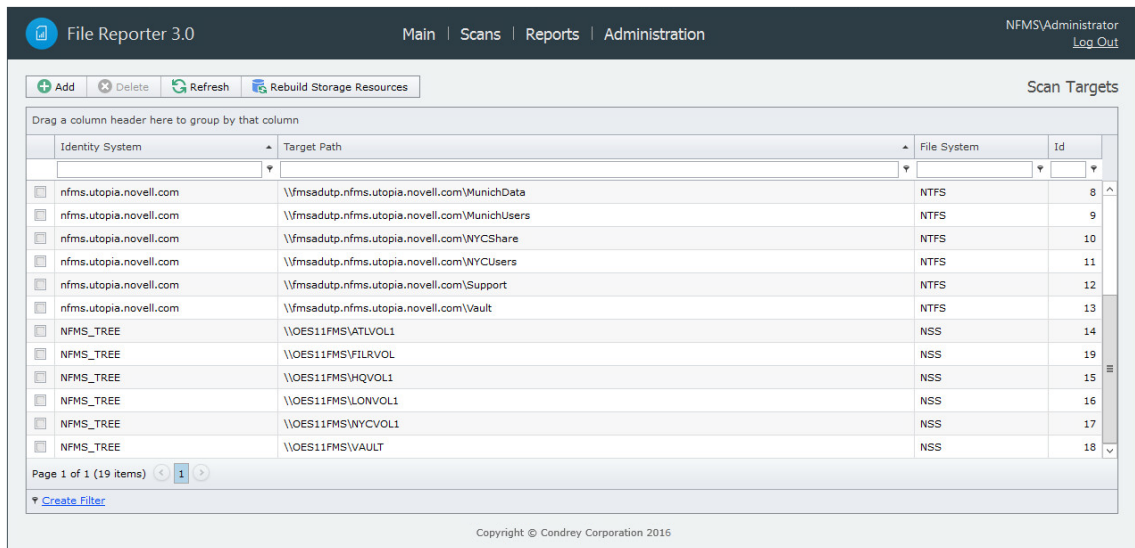 File Reporter 3.0
Main | Scans | Reports | Administration
NFMS\Administrator
Log Out
Add Delete Refresh Rebuild Storage Resources
Scan Targets
Drag a column header here to group by that column
Identity System Target Path File System Id
nfms.utopia.novell.com \\fmsadutp.nfms.utopia.novell.com\MunichData NTFS 8
nfms.utopia.novell.com \\fmsadutp.nfms.utopia.novell.com\MunichUsers NTFS 9
nfms.utopia.novell.com \\fmsadutp.nfms.utopia.novell.com\NYCShare NTFS 10
nfms.utopia.novell.com \\fmsadutp.nfms.utopia.novell.com\NYCUsers NTFS 11
nfms.utopia.novell.com \\fmsadutp.nfms.utopia.novell.com\Support NTFS 12
nfms.utopia.novell.com \\fmsadutp.nfms.utopia.novell.com\Vault NTFS 13
NFMS_TREE \\OES11FMS\ATLVOL1 NSS 14
NFMS_TREE \\OES11FMS\FILRVOL NSS 19
NFMS_TREE \\OES11FMS\HQVOL1 NSS 15
NFMS_TREE \\OES11FMS\LONVOL1 NSS 16
NFMS_TREE \\OES11FMS\NYCVOL1 NSS 17
NFMS_TREE \\OES11FMS\VAULT NSS 18
Page 1 of 1 (19 items) < 1 >
Create Filter
Copyright © Condrey Corporation 2016